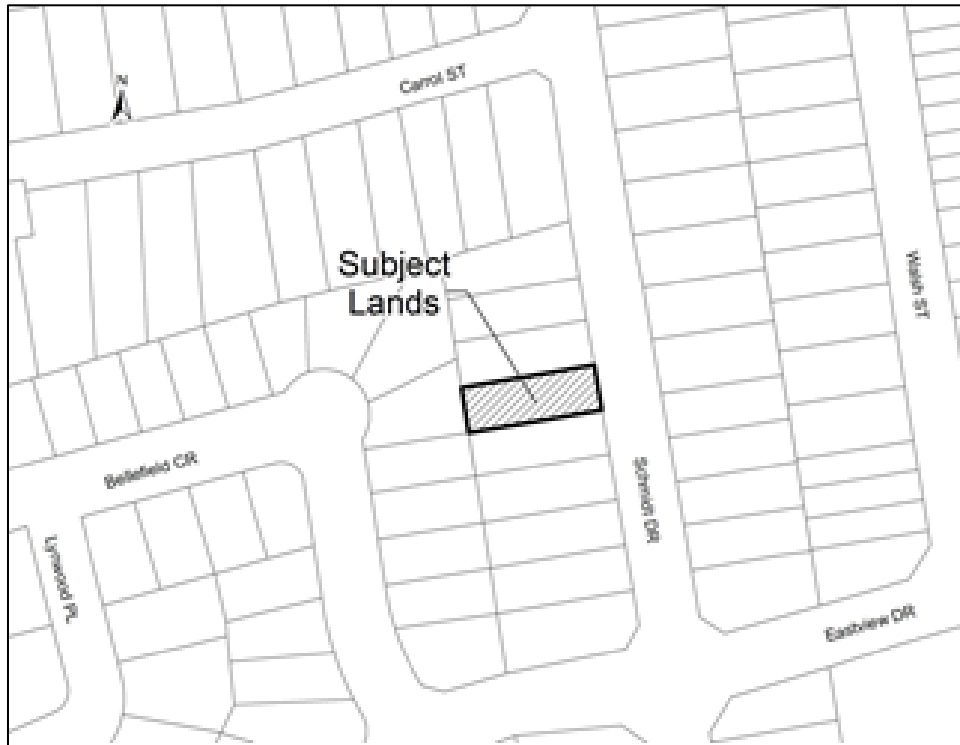 Carrol ST
N
Subject
Lands
Walsh ST
Bellefield CR
Schmidt DR
Lynwood PL
Eastview DR